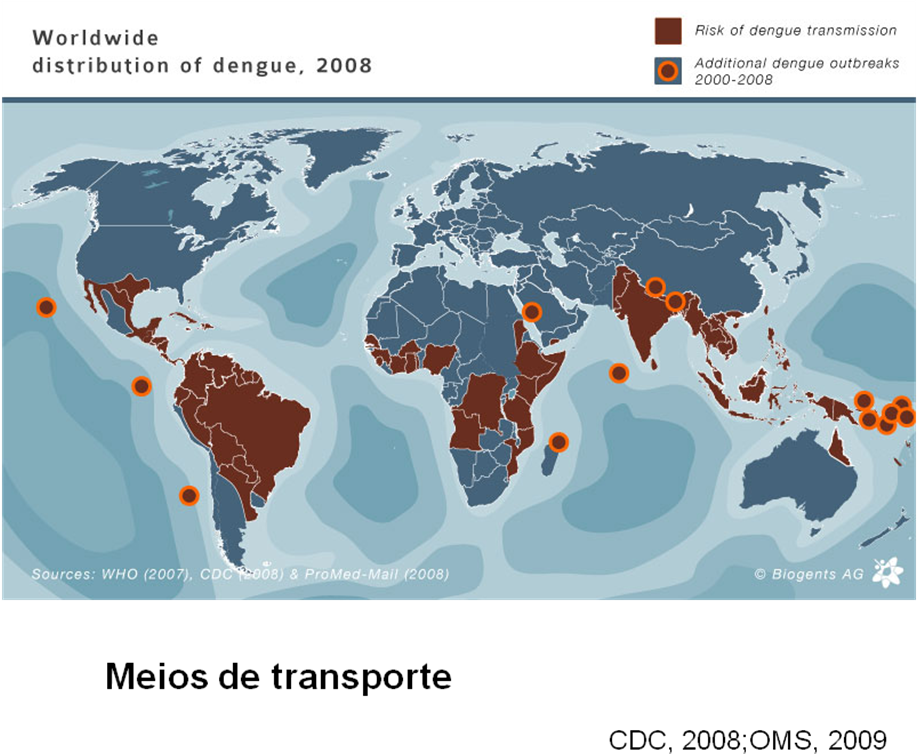 Worldwide
distribution of dengue, 2008
Risk of dengue transmission
Additional dengue outbreaks
2000-2008
Sources: WHO (2007), CDC (2008) & ProMed-Mail (2008)
© Biogents AG
Meios de transporte
CDC, 2008;OMS, 2009